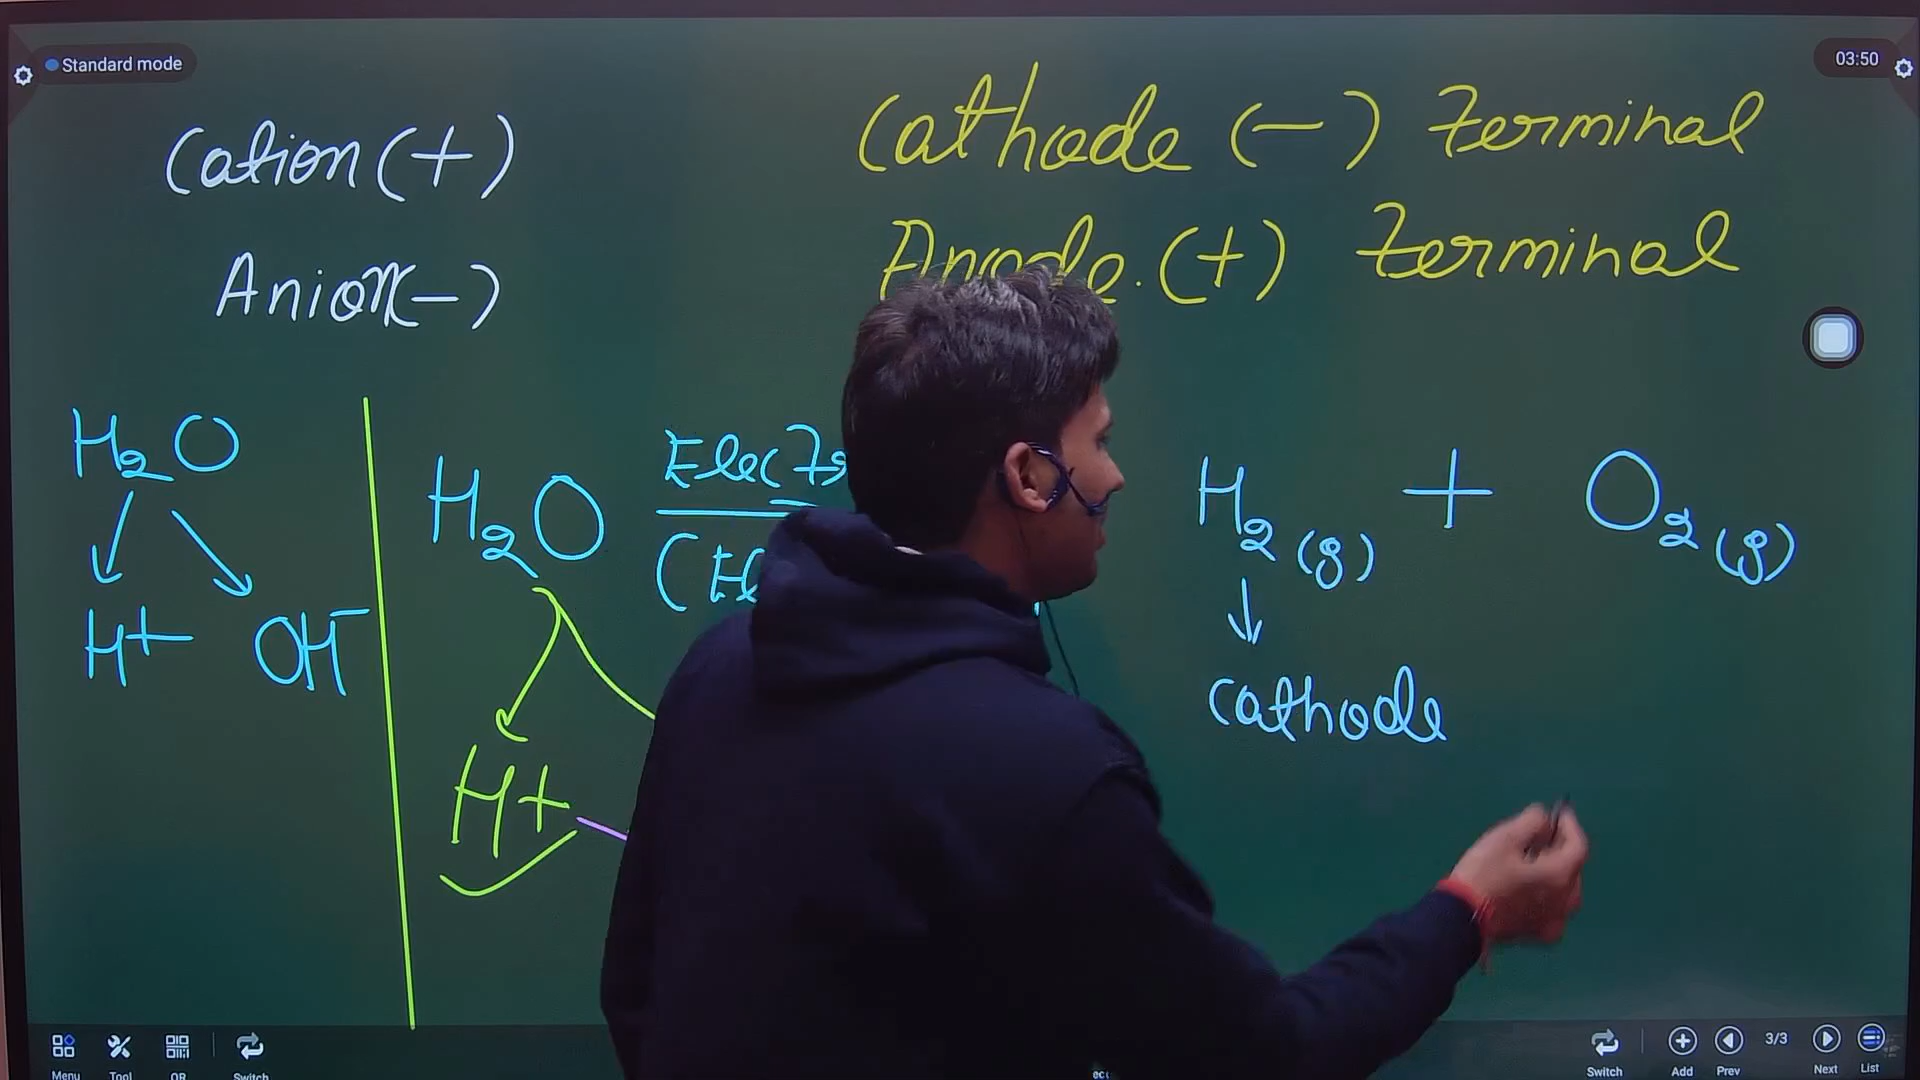 Standard mode
03:50
Cation (+)
Cathode (-) Terminal
Anion (-)
Anode. (+) Terminal
H2O
H2O
H2(g) + O2(g)
H+ OH-
cathode
H+
Menu Tool QR Switch
Switch Add Prev 3/3 Next List